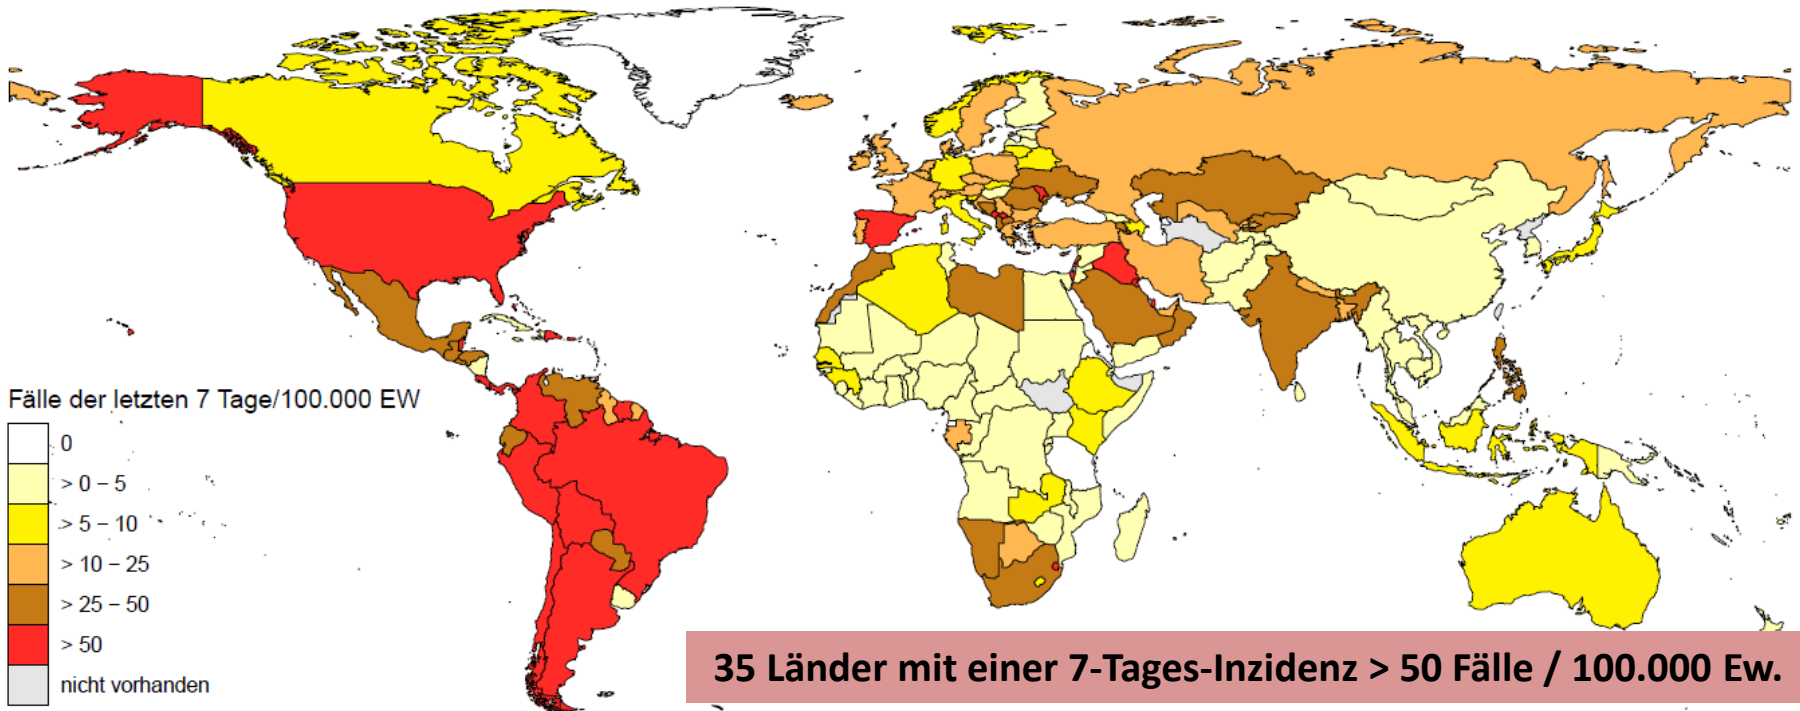 Fälle der letzten 7 Tage/100.000 EW
0
> 0 – 5
> 5 – 10
> 10 – 25
> 25 – 50
> 50
nicht vorhanden
35 Länder mit einer 7-Tages-Inzidenz > 50 Fälle / 100.000 Ew.